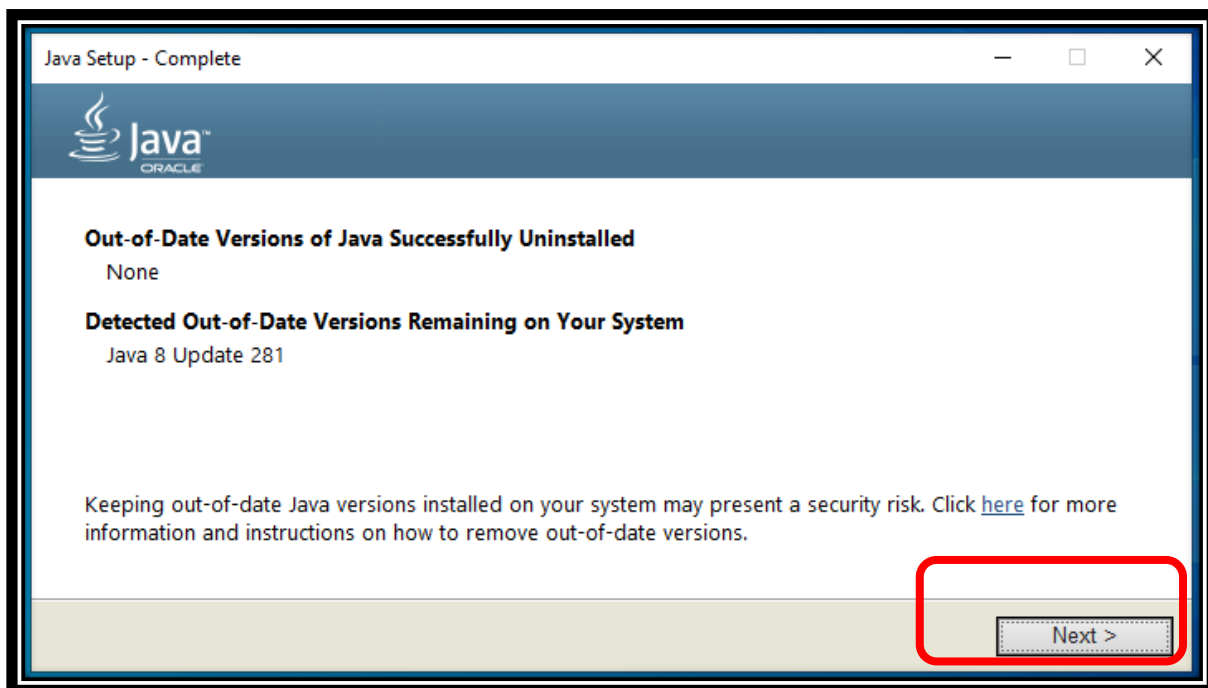 Java Setup - Complete
Java™
ORACLE
Out-of-Date Versions of Java Successfully Uninstalled
None
Detected Out-of-Date Versions Remaining on Your System
Java 8 Update 281
Keeping out-of-date Java versions installed on your system may present a security risk. Click here for more
information and instructions on how to remove out-of-date versions.
Next >